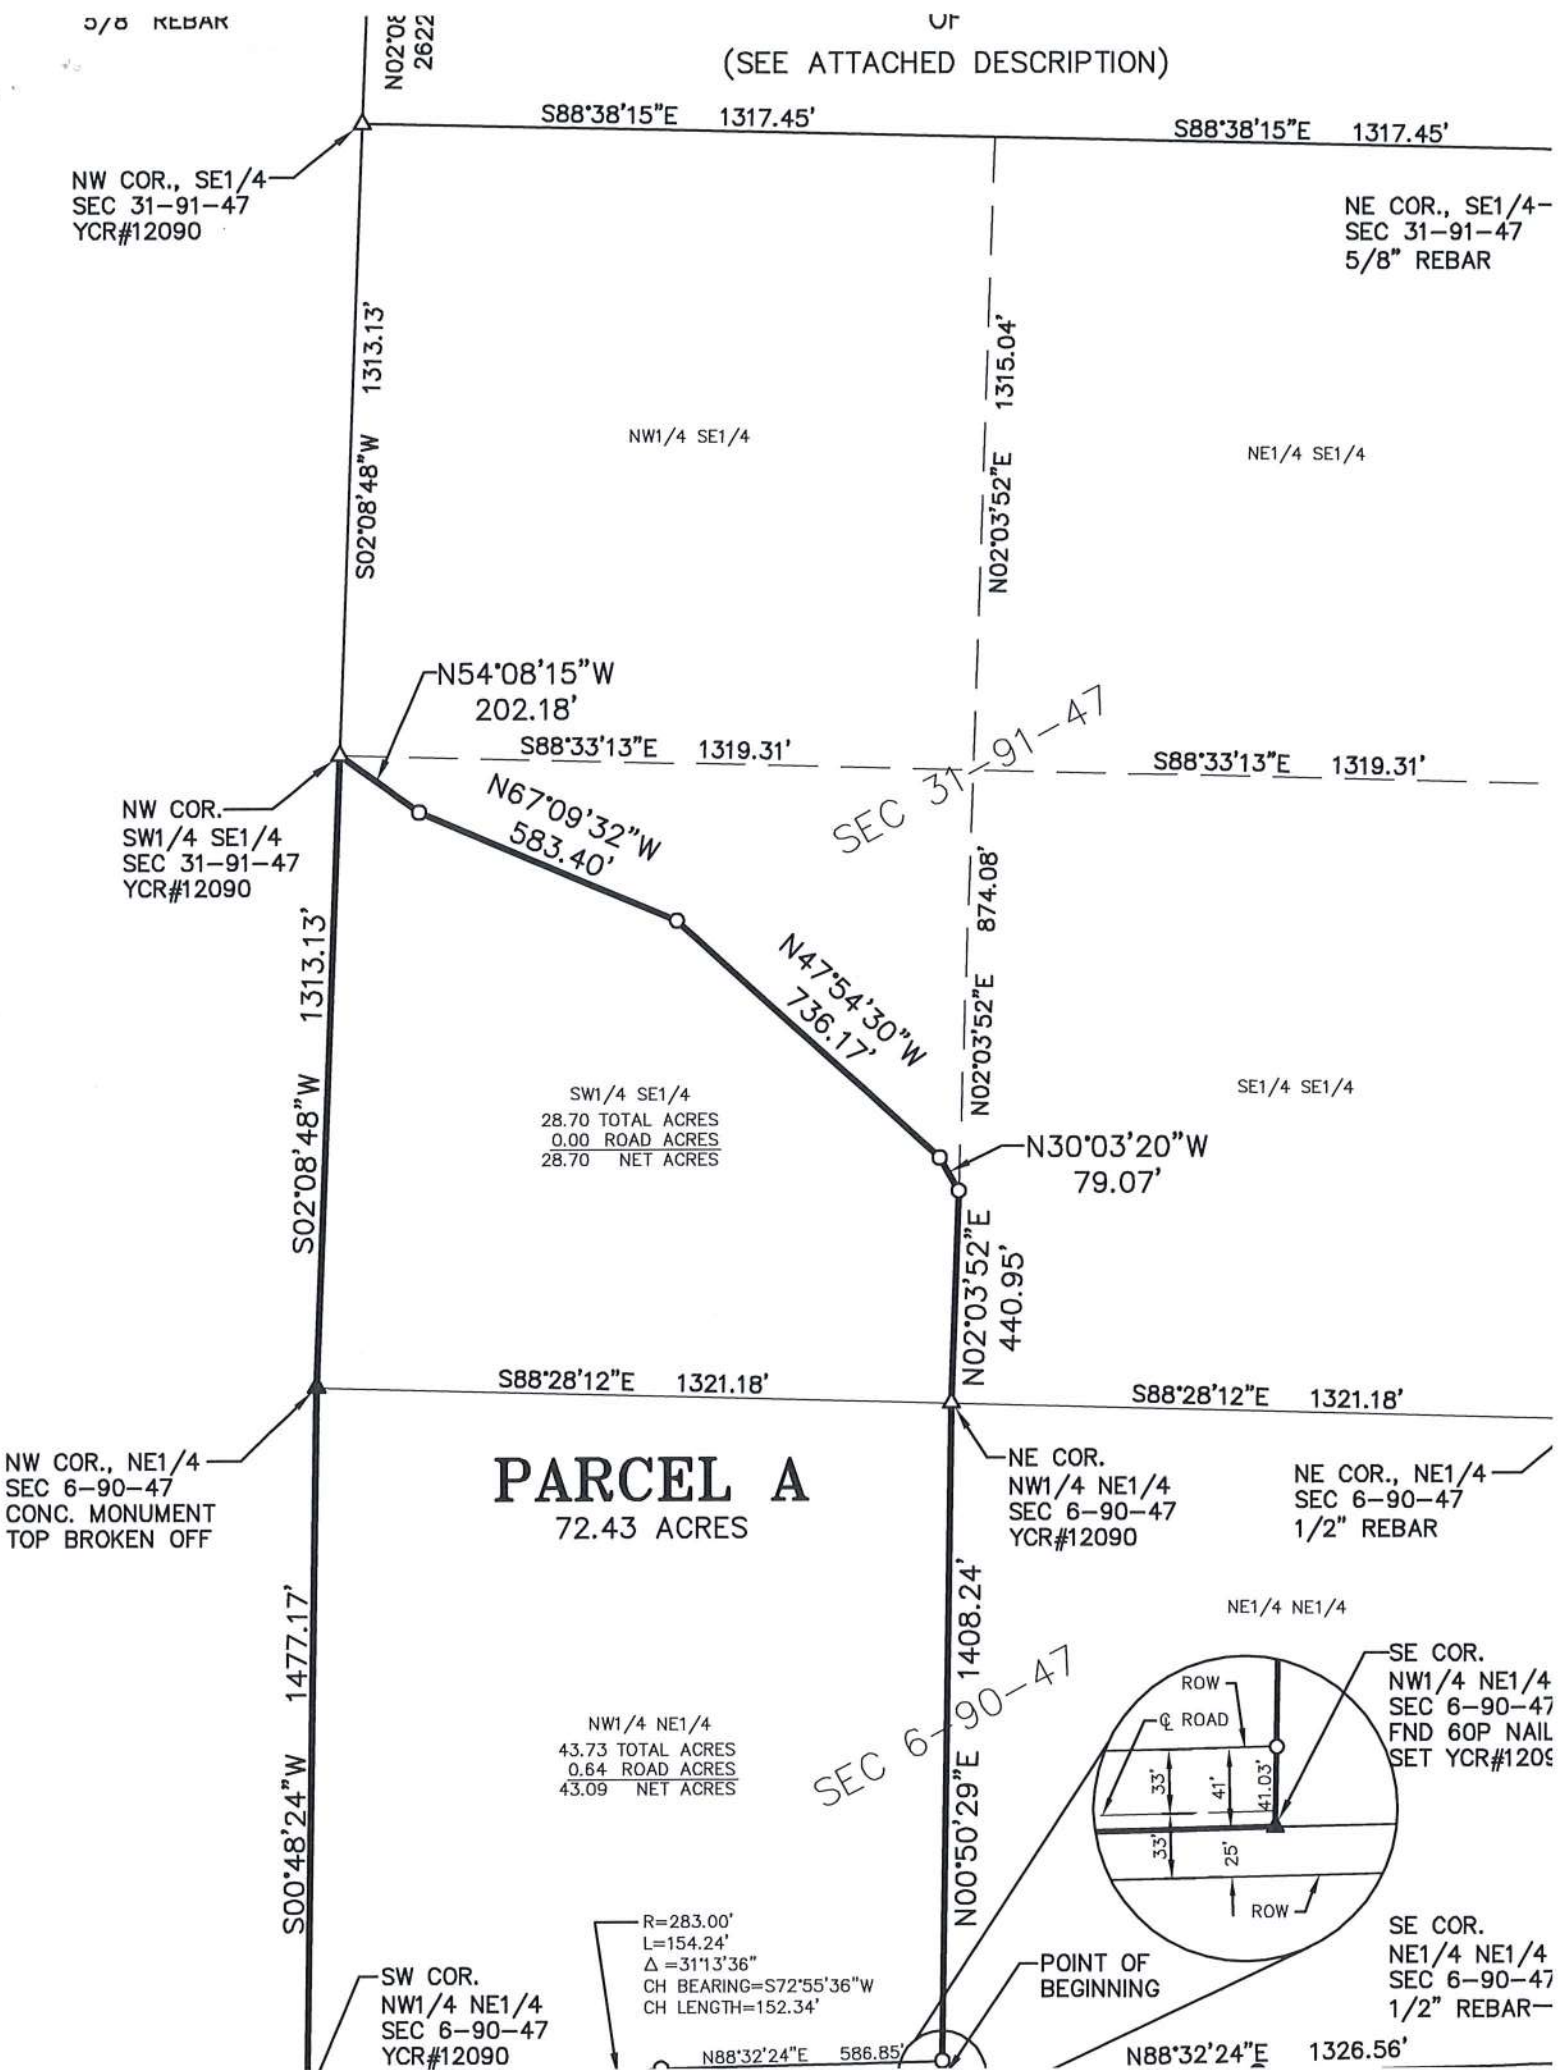 5/8" REBAR
N02°08
2622
OF
(SEE ATTACHED DESCRIPTION)
S88°38'15"E 1317.45'
S88°38'15"E 1317.45'
NW COR., SE1/4
SEC 31-91-47
YCR#12090
NE COR., SE1/4
SEC 31-91-47
5/8" REBAR
S02°08'48"W 1313.13'
N02°03'52"E 1315.04'
NW1/4 SE1/4
NE1/4 SE1/4
N54°08'15"W
202.18'
S88°33'13"E 1319.31'
SEC 31-91-47
S88°33'13"E 1319.31'
NW COR.
SW1/4 SE1/4
SEC 31-91-47
YCR#12090
N67°09'32"W
583.40'
N47°54'30"W
736.17'
N02°03'52"E 874.08'
S02°08'48"W 1313.13'
SW1/4 SE1/4
28.70 TOTAL ACRES
0.00 ROAD ACRES
28.70 NET ACRES
SE1/4 SE1/4
N30°03'20"W
79.07'
N02°03'52"E
440.95'
S88°28'12"E 1321.18'
S88°28'12"E 1321.18'
NW COR., NE1/4
SEC 6-90-47
CONC. MONUMENT
TOP BROKEN OFF
PARCEL A
72.43 ACRES
NE COR.
NW1/4 NE1/4
SEC 6-90-47
YCR#12090
NE COR., NE1/4
SEC 6-90-47
1/2" REBAR
S00°48'24"W 1477.17'
N00°50'29"E 1408.24'
NE1/4 NE1/4
NW1/4 NE1/4
43.73 TOTAL ACRES
0.64 ROAD ACRES
43.09 NET ACRES
SEC 6-90-47
ROW
℄ ROAD
33'
41'
41.03'
33'
25'
ROW
SE COR.
NW1/4 NE1/4
SEC 6-90-47
FND 60P NAIL
SET YCR#1209
R=283.00'
L=154.24'
Δ =31°13'36"
CH BEARING=S72°55'36"W
CH LENGTH=152.34'
POINT OF
BEGINNING
SE COR.
NE1/4 NE1/4
SEC 6-90-47
1/2" REBAR
SW COR.
NW1/4 NE1/4
SEC 6-90-47
YCR#12090
N88°32'24"E 586.85'
N88°32'24"E 1326.56'